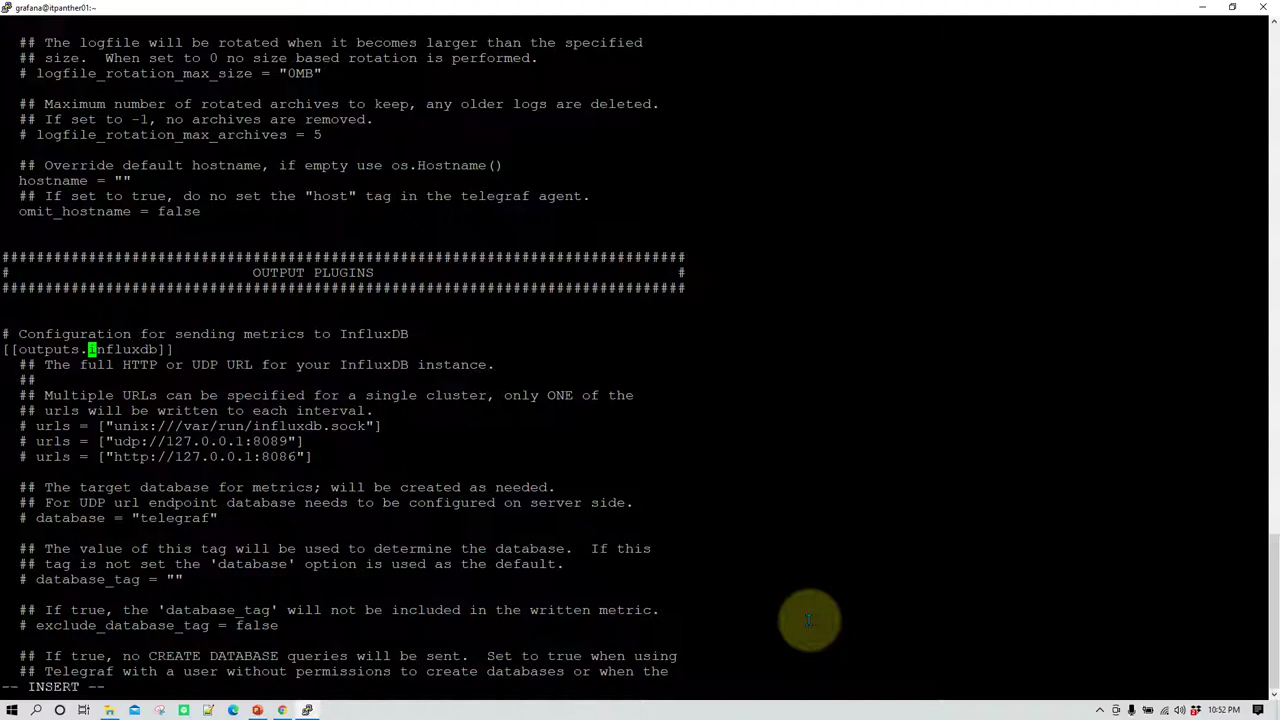 grafana@itpanther01:~
## The logfile will be rotated when it becomes larger than the specified
## size.  When set to 0 no size based rotation is performed.
# logfile_rotation_max_size = "0MB"
## Maximum number of rotated archives to keep, any older logs are deleted.
## If set to -1, no archives are removed.
# logfile_rotation_max_archives = 5
## Override default hostname, if empty use os.Hostname()
hostname = ""
## If set to true, do no set the "host" tag in the telegraf agent.
omit_hostname = false
###############################################################################
#                            OUTPUT PLUGINS                                   #
###############################################################################
# Configuration for sending metrics to InfluxDB
[[outputs.influxdb]]
## The full HTTP or UDP URL for your InfluxDB instance.
##
## Multiple URLs can be specified for a single cluster, only ONE of the
## urls will be written to each interval.
# urls = ["unix:///var/run/influxdb.sock"]
# urls = ["udp://127.0.0.1:8089"]
# urls = ["http://127.0.0.1:8086"]
## The target database for metrics; will be created as needed.
## For UDP url endpoint database needs to be configured on server side.
# database = "telegraf"
## The value of this tag will be used to determine the database.  If this
## tag is not set the 'database' option is used as the default.
# database_tag = ""
## If true, the 'database_tag' will not be included in the written metric.
# exclude_database_tag = false
## If true, no CREATE DATABASE queries will be sent.  Set to true when using
## Telegraf with a user without permissions to create databases or when the
-- INSERT --
10:52 PM